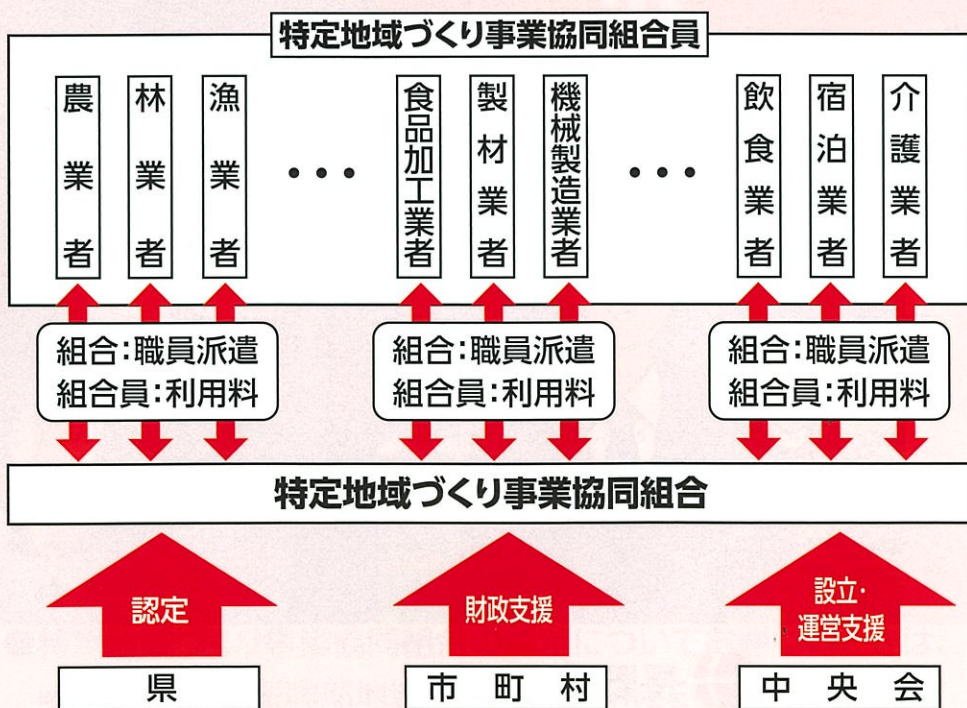 特定地域づくり事業協同組合員
農業者
林業者
漁業者
・・・
食品加工業者
製材業者
機械製造業者
・・・
飲食業者
宿泊業者
介護業者
組合:職員派遣
組合員:利用料
組合:職員派遣
組合員:利用料
組合:職員派遣
組合員:利用料
特定地域づくり事業協同組合
認定
財政支援
設立・
運営支援
県
市町村
中央会